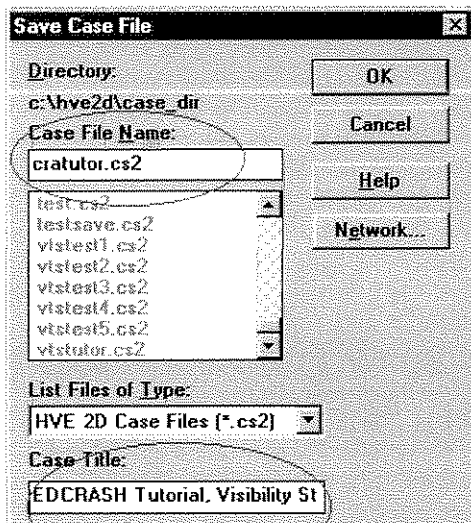 Save Case File
Directory:
OK
c:\hve2d\case_dir
Case File Name:
Cancel
cratutor.cs2
Help
test.cs2
testsave.cs2
Network...
vtstest1.cs2
vtstest2.cs2
vtstest3.cs2
vtstest4.cs2
vtstest5.cs2
vtstutor.cs2
List Files of Type:
HVE 2D Case Files (*.cs2)
Case Title:
EDCRASH Tutorial, Visibility St